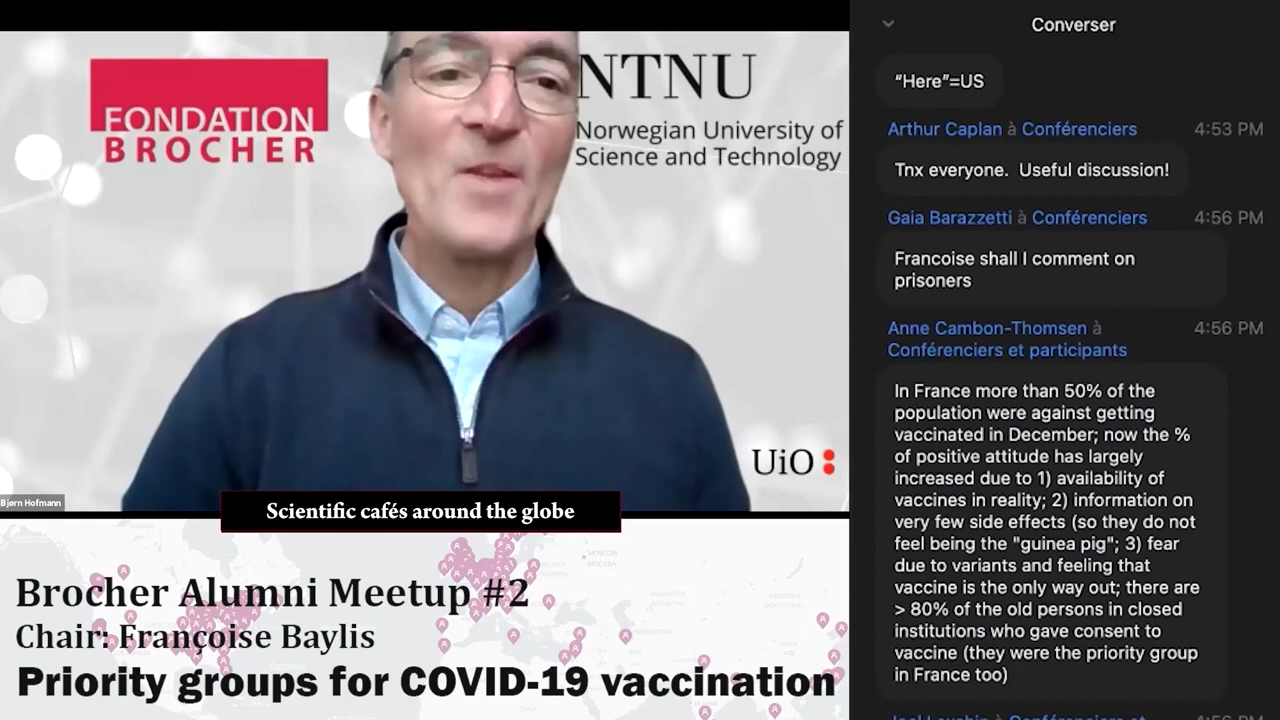 FONDATION
BROCHER
NTNU
Norwegian University of
Science and Technology
UiO
Bjørn Hofmann
Scientific cafés around the globe
MOSCOW
МОСКВА
Brocher Alumni Meetup #2
Chair: Françoise Baylis
Priority groups for COVID-19 vaccination
Converser
“Here”=US
Arthur Caplan à Conférenciers 4:53 PM
Tnx everyone. Useful discussion!
Gaia Barazzetti à Conférenciers 4:56 PM
Francoise shall I comment on
prisoners
Anne Cambon-Thomsen à 4:56 PM
Conférenciers et participants
In France more than 50% of the
population were against getting
vaccinated in December; now the %
of positive attitude has largely
increased due to 1) availability of
vaccines in reality; 2) information on
very few side effects (so they do not
feel being the "guinea pig"; 3) fear
due to variants and feeling that
vaccine is the only way out; there are
> 80% of the old persons in closed
institutions who gave consent to
vaccine (they were the priority group
in France too)